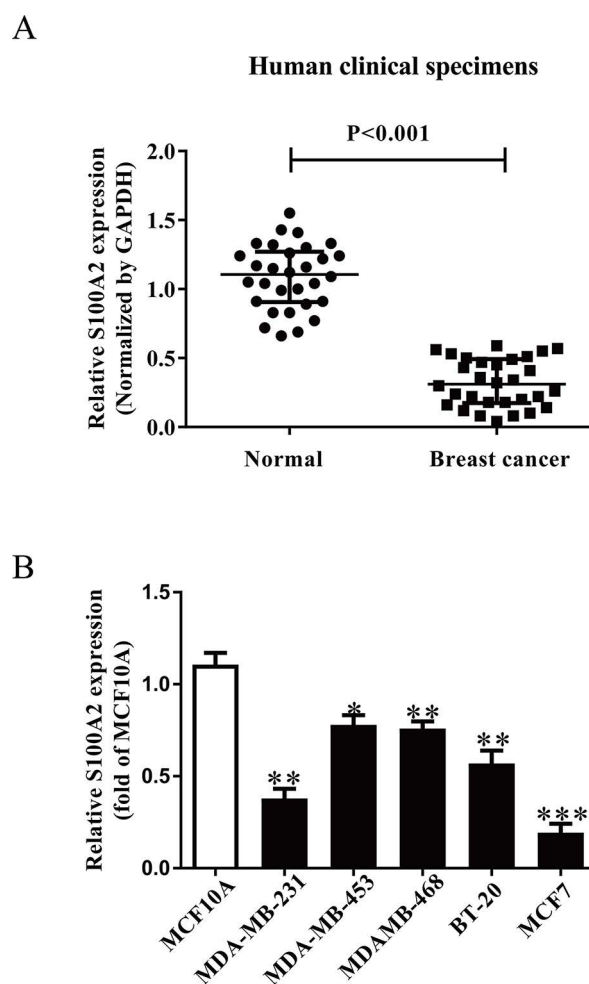 A
Human clinical specimens
P<0.001
Relative S100A2 expression
(Normalized by GAPDH)
2.0
1.5
1.0
0.5
0.0
Normal
Breast cancer
B
Relative S100A2 expression
(fold of MCF10A)
1.5
1.0
0.5
0.0
**
*
**
**
***
MCF10A
MDA-MB-231
MDA-MB-453
MDAMB-468
BT-20
MCF7